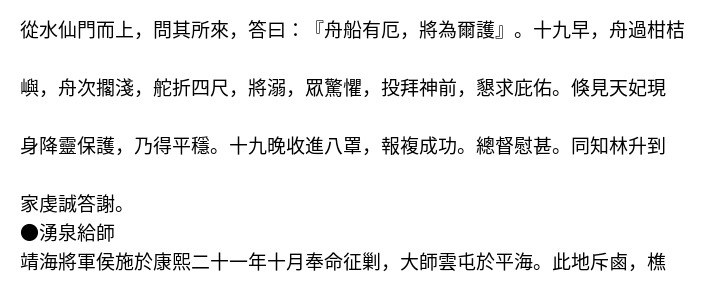 從水仙門而上，問其所來，答曰：『舟船有厄，將為爾護』。十九早，舟過柑桔
嶼，舟次擱淺，舵折四尺，將溺，眾驚懼，投拜神前，懇求庇佑。倏見天妃現
身降靈保護，乃得平穩。十九晚收進八罩，報複成功。總督慰甚。同知林升到
家虔誠答謝。
●湧泉給師
靖海將軍侯施於康熙二十一年十月奉命征剿，大師雲屯於平海。此地斥鹵，樵